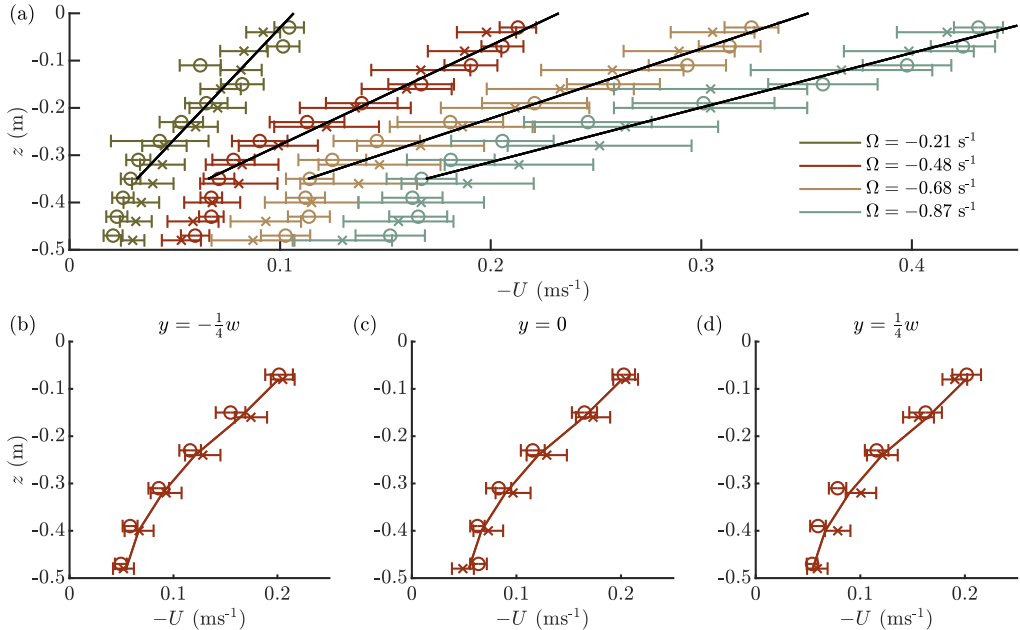 (a)
0
-0.1
-0.2
-0.3
-0.4
-0.5
z (m)
0 0.1 0.2 0.3 0.4
−U (ms⁻¹)
Ω = −0.21 s⁻¹
Ω = −0.48 s⁻¹
Ω = −0.68 s⁻¹
Ω = −0.87 s⁻¹
(b) y = −¼w
0
-0.1
-0.2
-0.3
-0.4
-0.5
z (m)
0.1 0.2
−U (ms⁻¹)
(c) y = 0
0
-0.1
-0.2
-0.3
-0.4
-0.5
0.1 0.2
−U (ms⁻¹)
(d) y = ¼w
0
-0.1
-0.2
-0.3
-0.4
-0.5
0.1 0.2
−U (ms⁻¹)